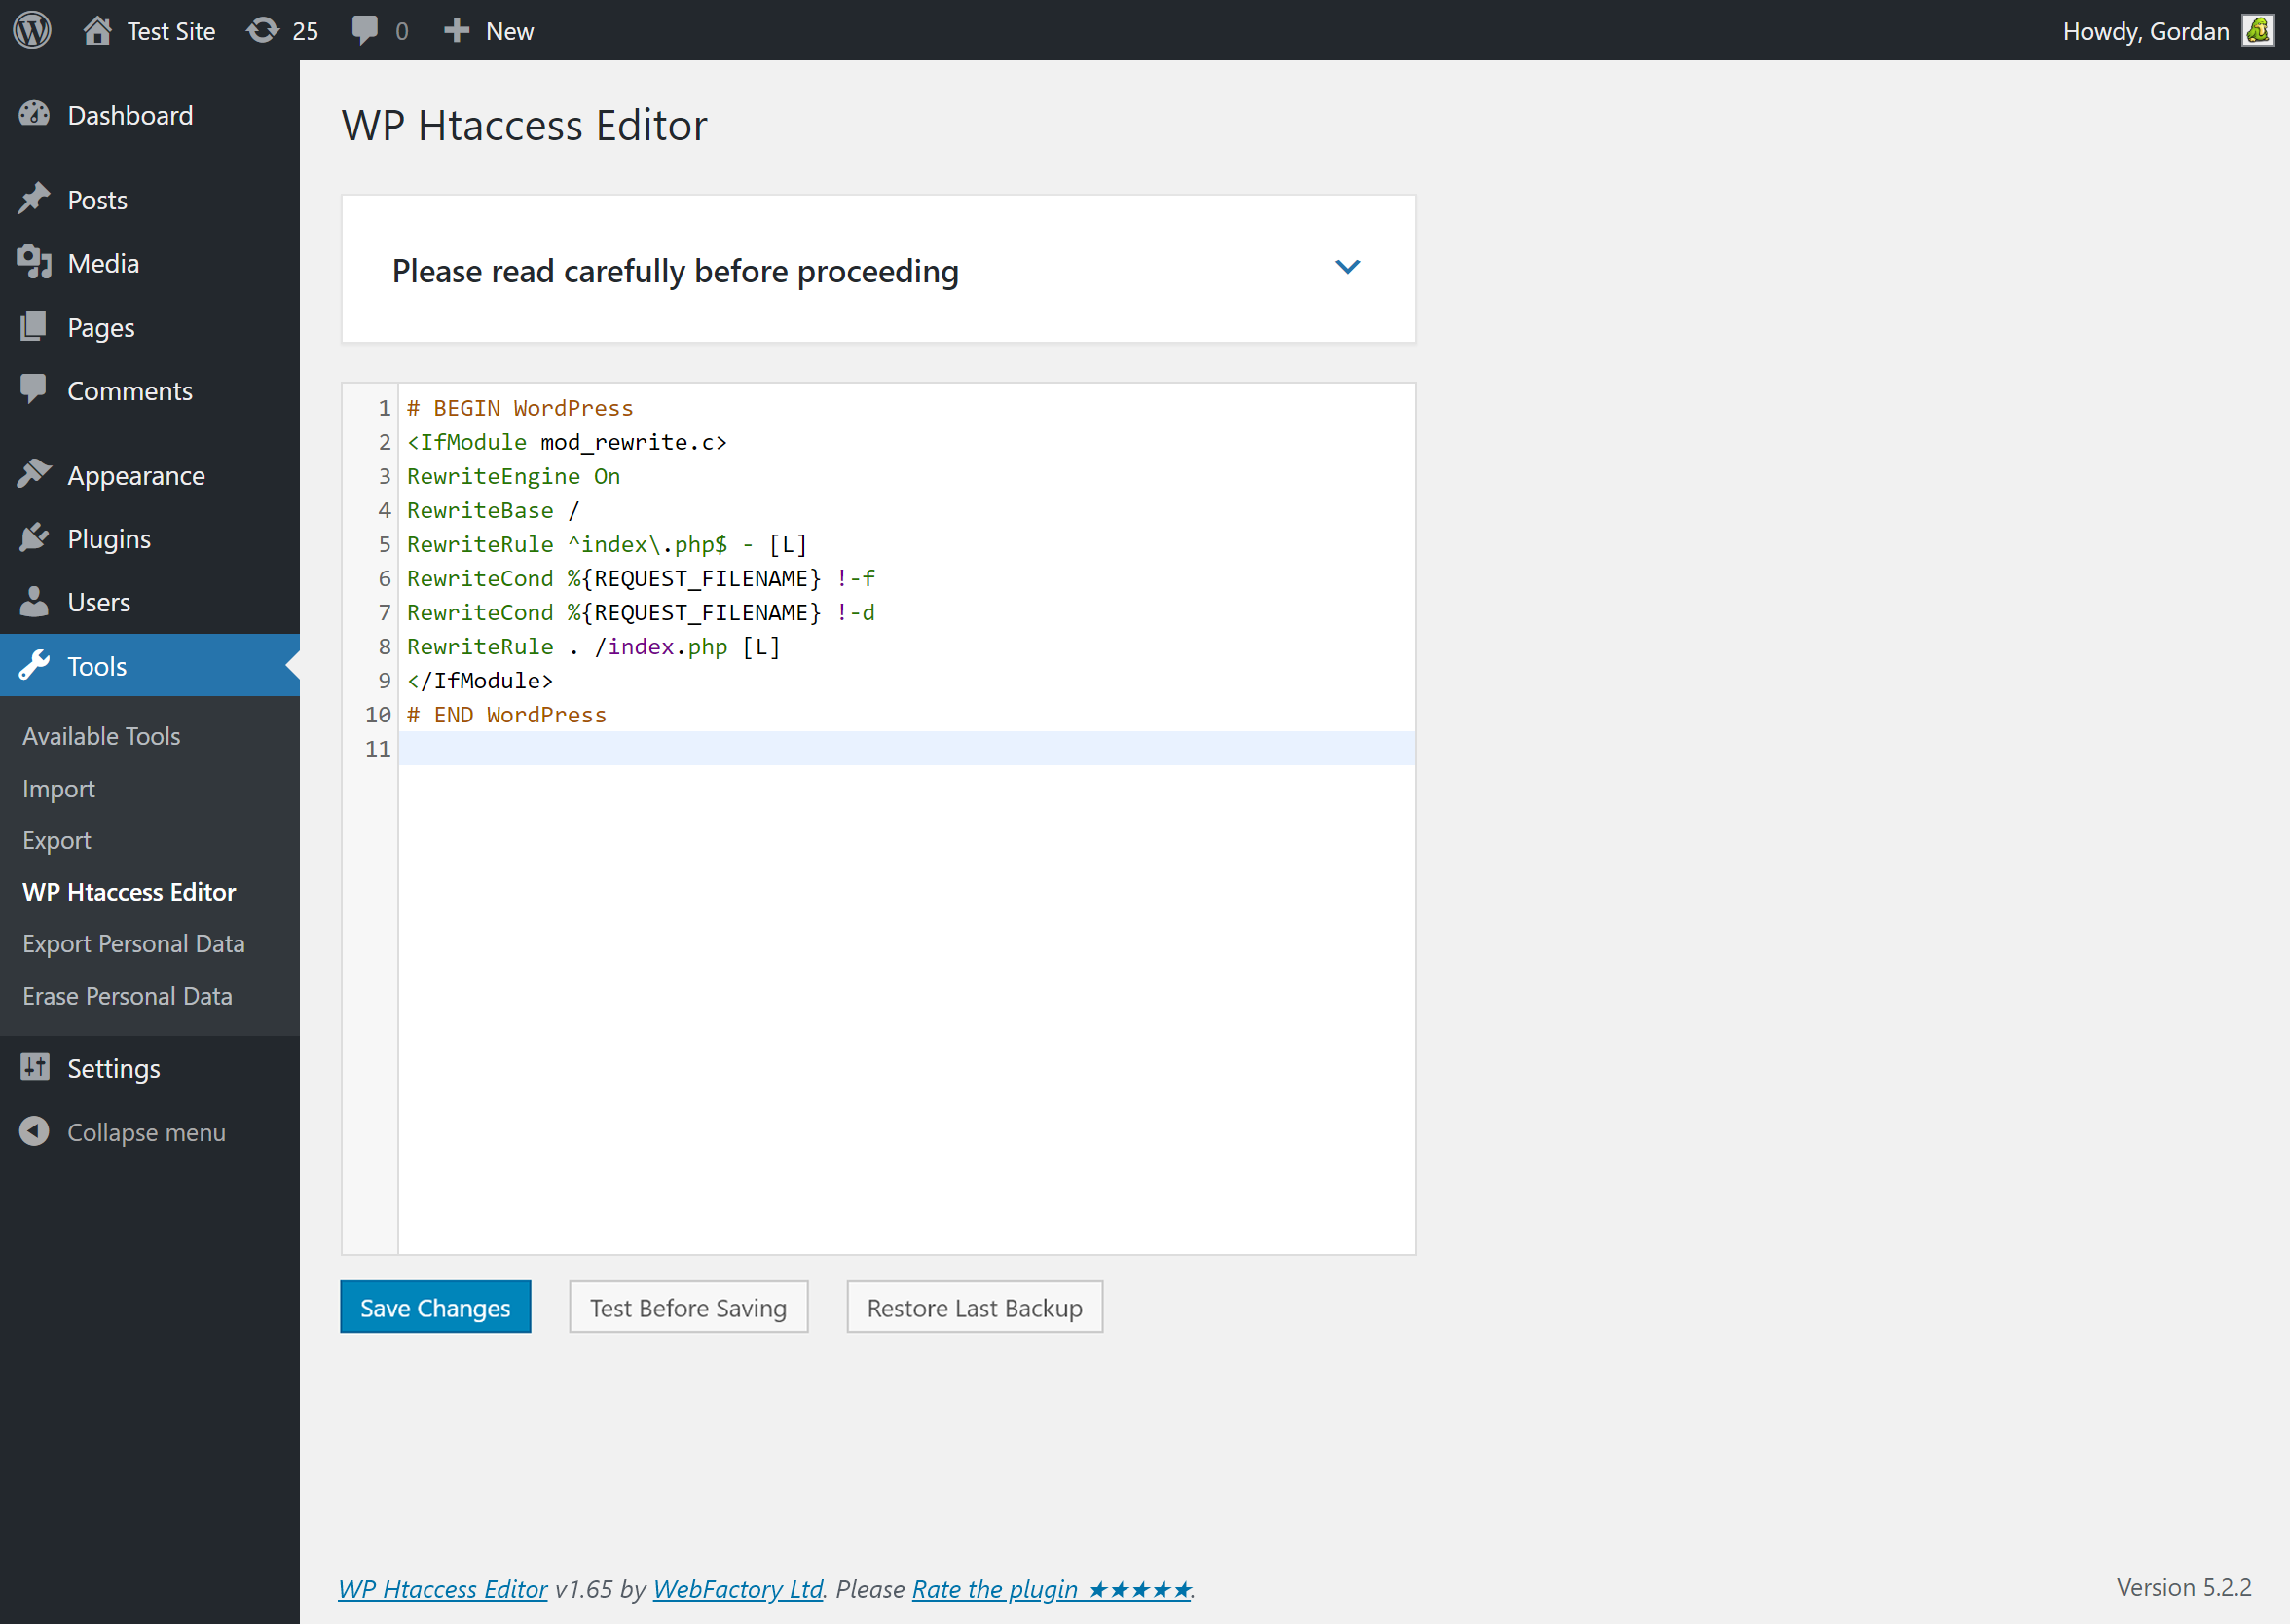 Test Site 25 0 New Howdy, Gordan
Dashboard
Posts
Media
Pages
Comments
Appearance
Plugins
Users
Tools
Available Tools
Import
Export
WP Htaccess Editor
Export Personal Data
Erase Personal Data
Settings
Collapse menu
WP Htaccess Editor
Please read carefully before proceeding
1 # BEGIN WordPress
2 <IfModule mod_rewrite.c>
3 RewriteEngine On
4 RewriteBase /
5 RewriteRule ^index\.php$ - [L]
6 RewriteCond %{REQUEST_FILENAME} !-f
7 RewriteCond %{REQUEST_FILENAME} !-d
8 RewriteRule . /index.php [L]
9 </IfModule>
10 # END WordPress
11
Save Changes Test Before Saving Restore Last Backup
WP Htaccess Editor v1.65 by WebFactory Ltd. Please Rate the plugin ★★★★★.
Version 5.2.2